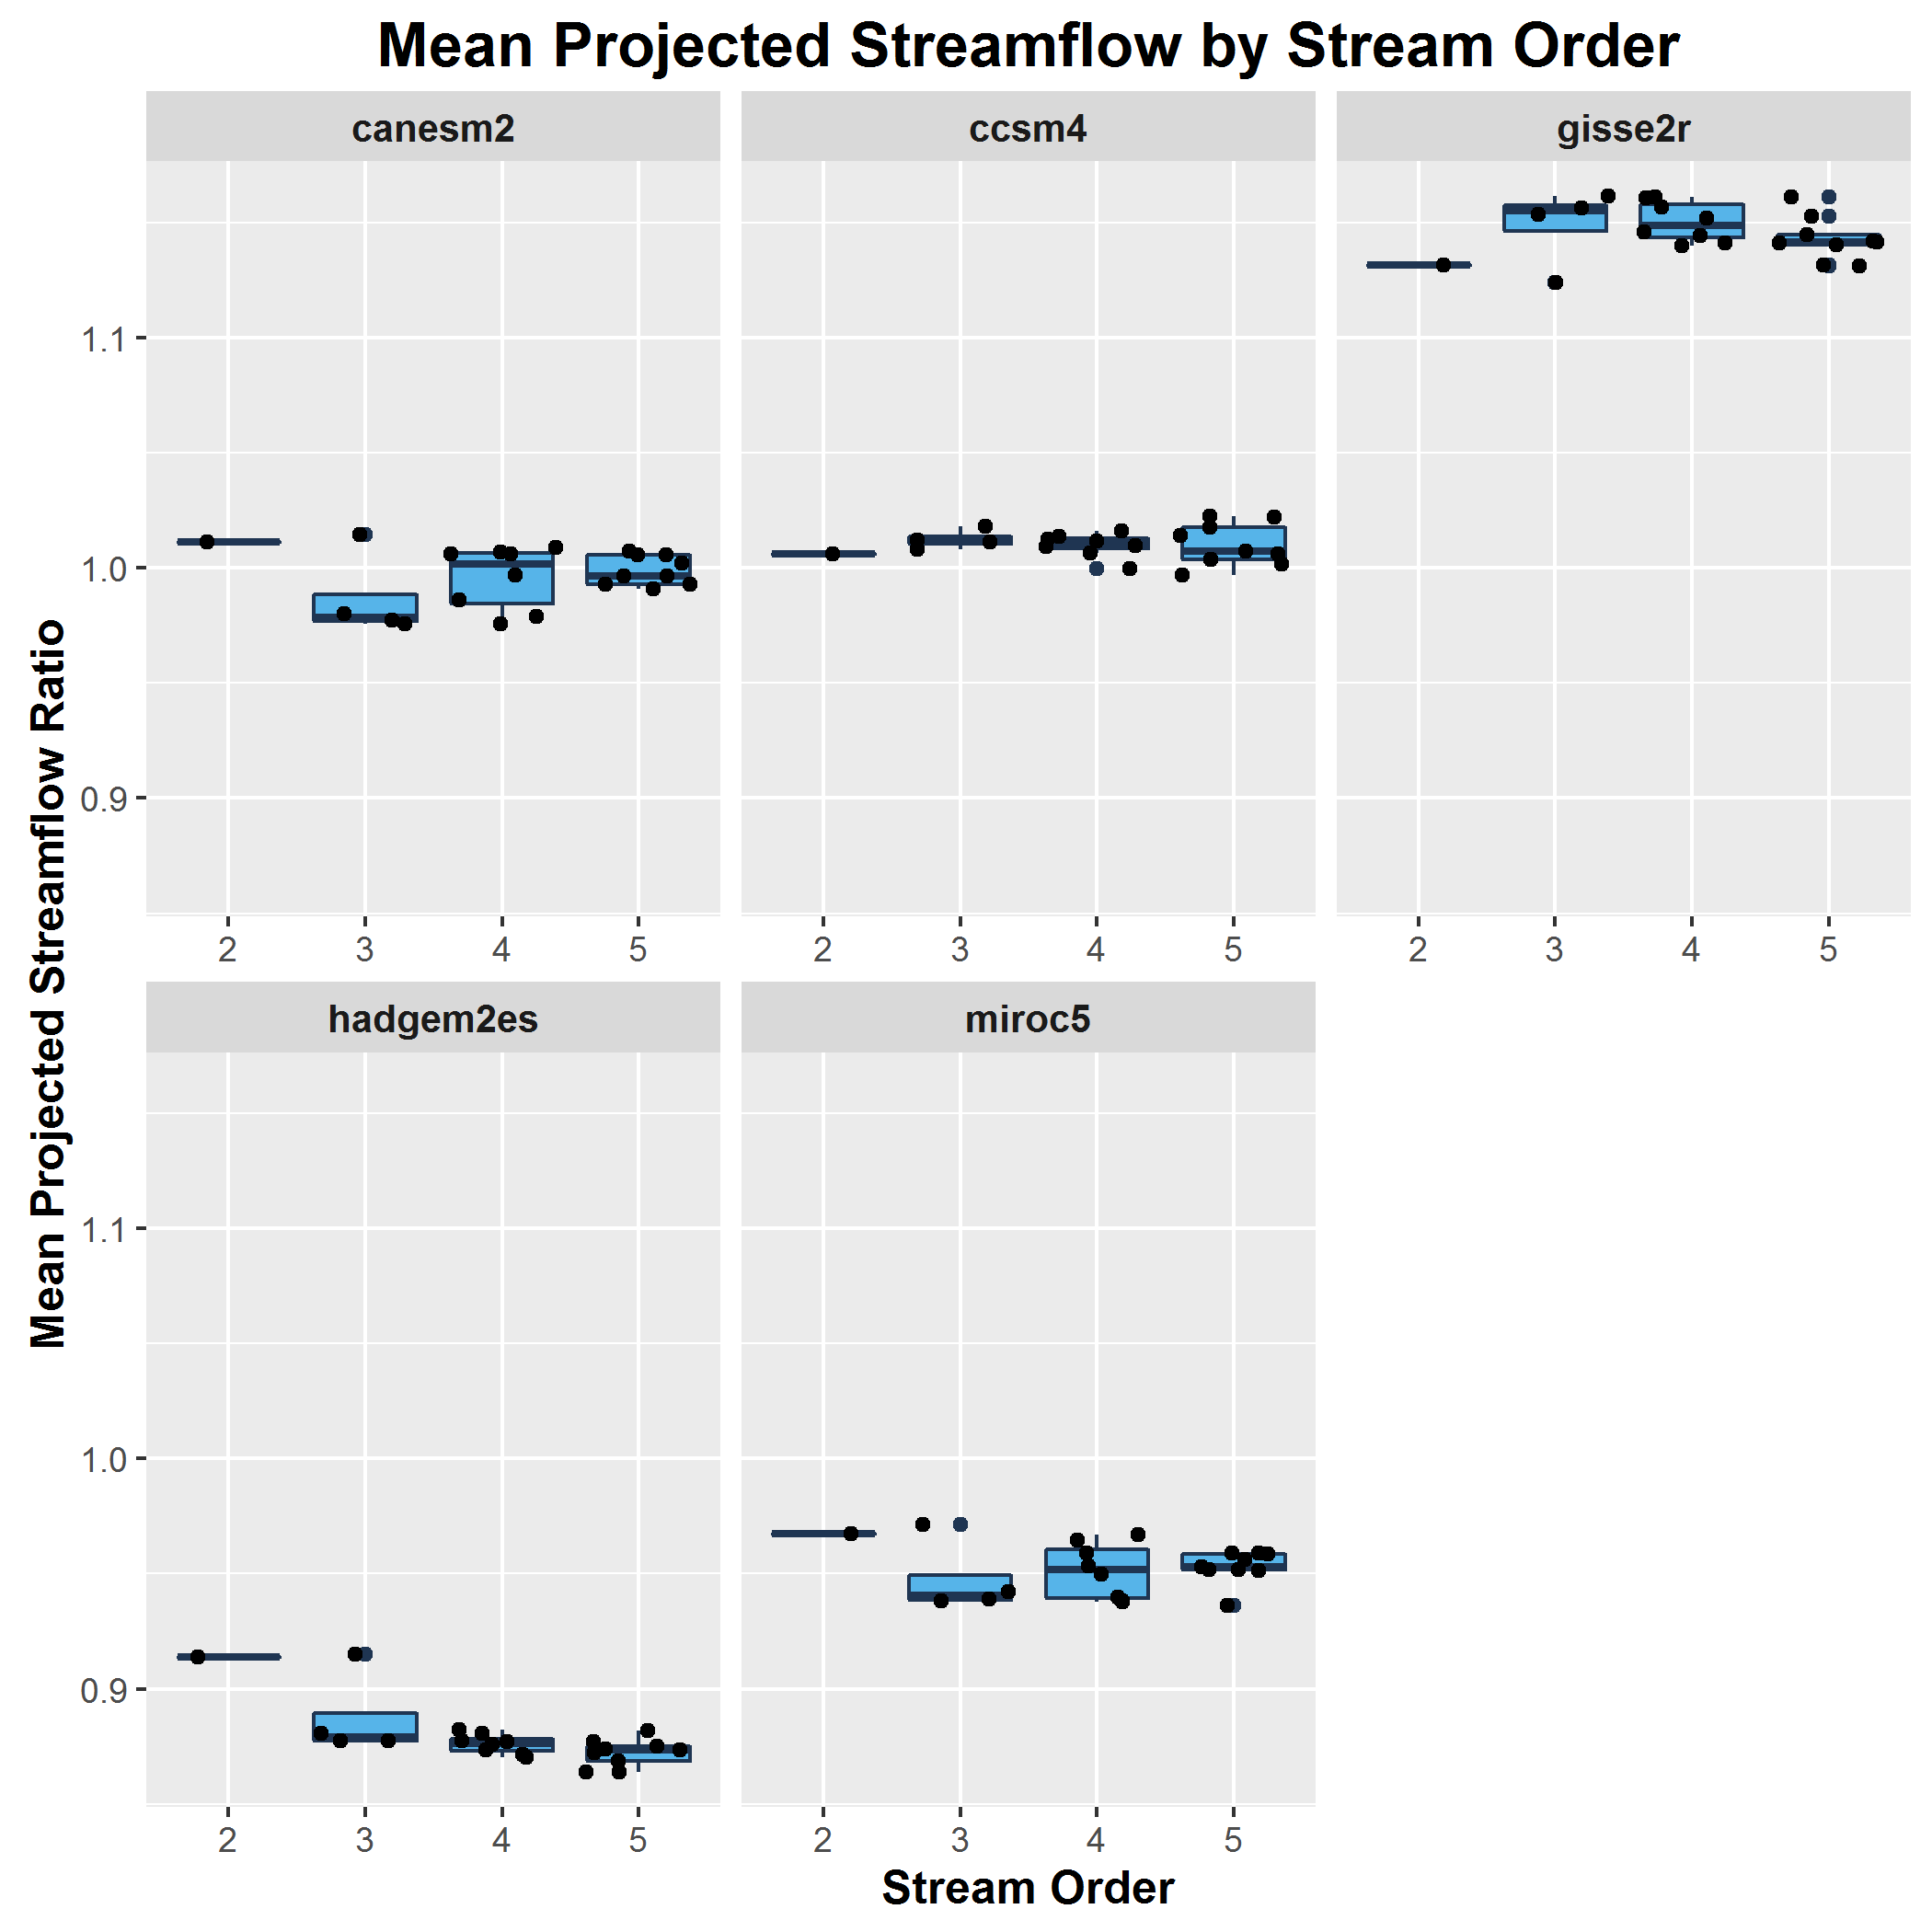 Mean Projected Streamflow by Stream Order
canesm2 ccsm4 gisse2r
1.1
1.0
0.9
2 3 4 5 2 3 4 5 2 3 4 5
Mean Projected Streamflow Ratio
hadgem2es miroc5
1.1
1.0
0.9
2 3 4 5 2 3 4 5
Stream Order